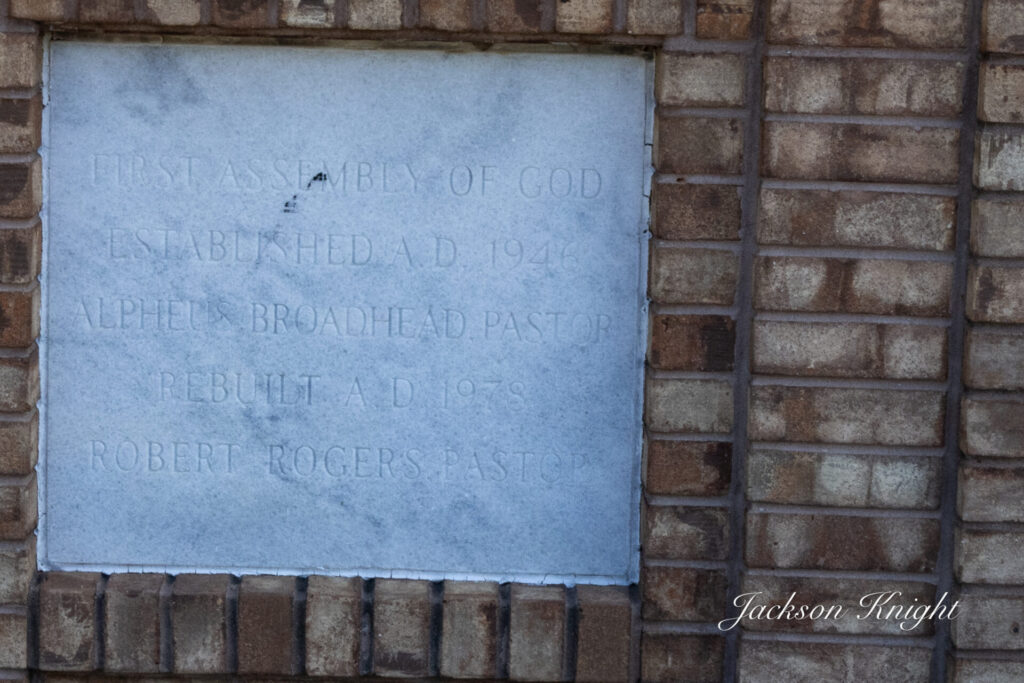 FIRST ASSEMBLY OF GOD
ESTABLISHED A.D. 1946
ALPHEUS BROADHEAD, PASTOR
REBUILT A.D. 1978
ROBERT ROGERS, PASTOR
Jackson Knight